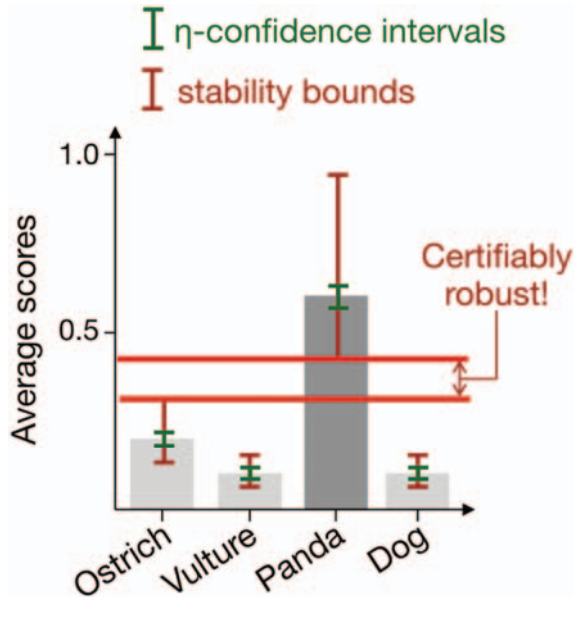 η-confidence intervals
stability bounds
1.0
Certifiably
robust!
0.5
Average scores
Ostrich
Vulture
Panda
Dog